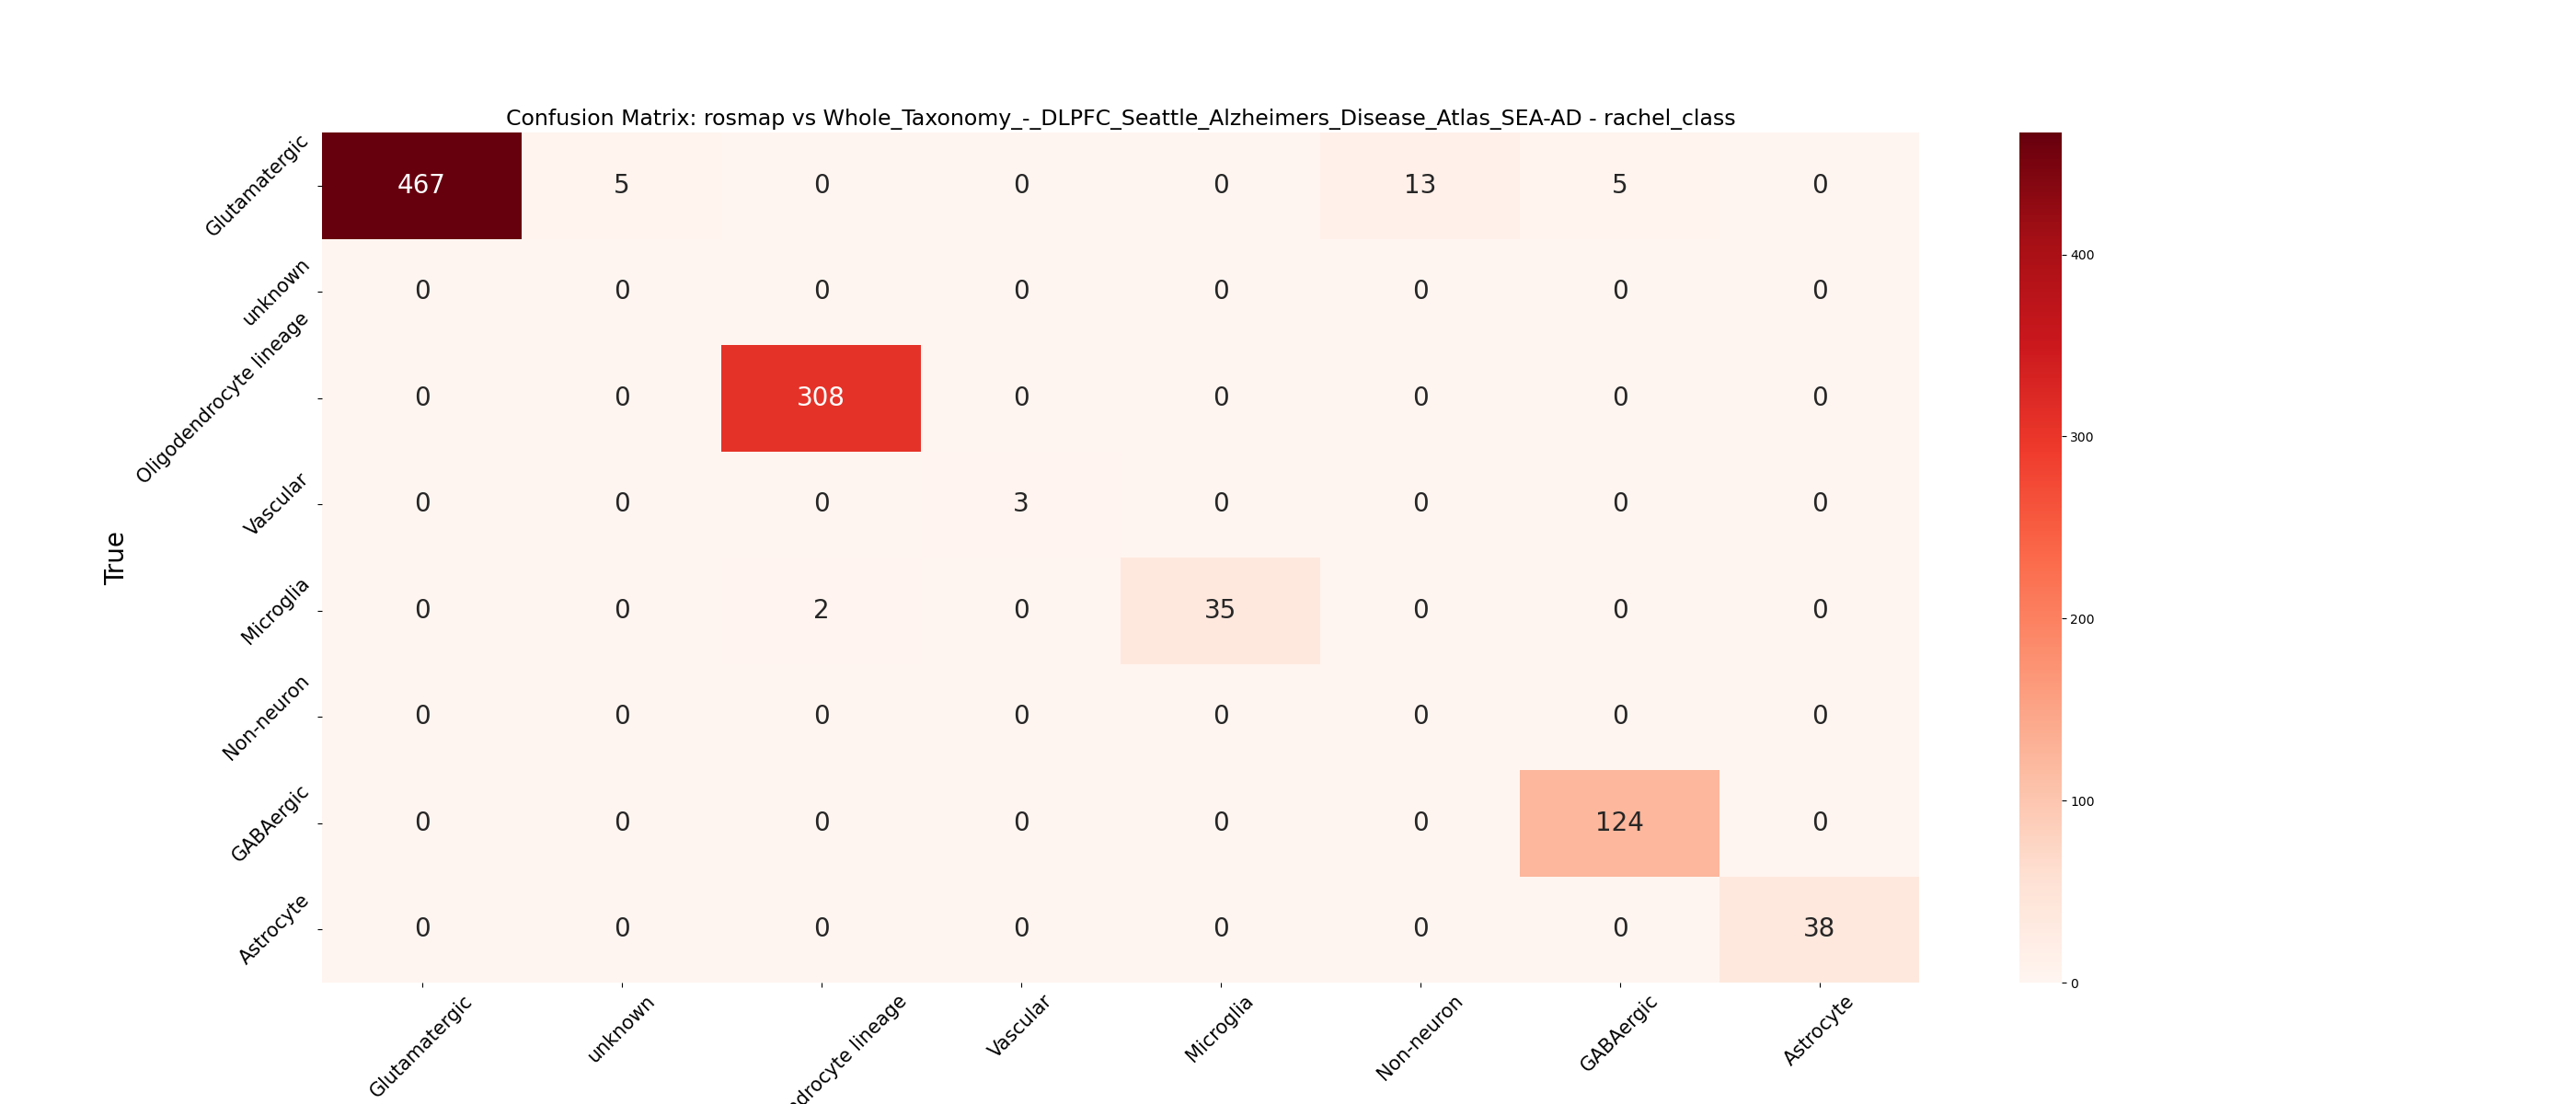 Confusion Matrix: rosmap vs Whole_Taxonomy_-_DLPFC_Seattle_Alzheimers_Disease_Atlas_SEA-AD - rachel_class
True
Glutamatergic 467 5 0 0 0 13 5 0
unknown 0 0 0 0 0 0 0 0
Oligodendrocyte lineage 0 0 308 0 0 0 0 0
Vascular 0 0 0 3 0 0 0 0
Microglia 0 0 2 0 35 0 0 0
Non-neuron 0 0 0 0 0 0 0 0
GABAergic 0 0 0 0 0 0 124 0
Astrocyte 0 0 0 0 0 0 0 38
Glutamatergic
unknown
ndrocyte lineage
Vascular
Microglia
Non-neuron
GABAergic
Astrocyte
400
300
200
100
0